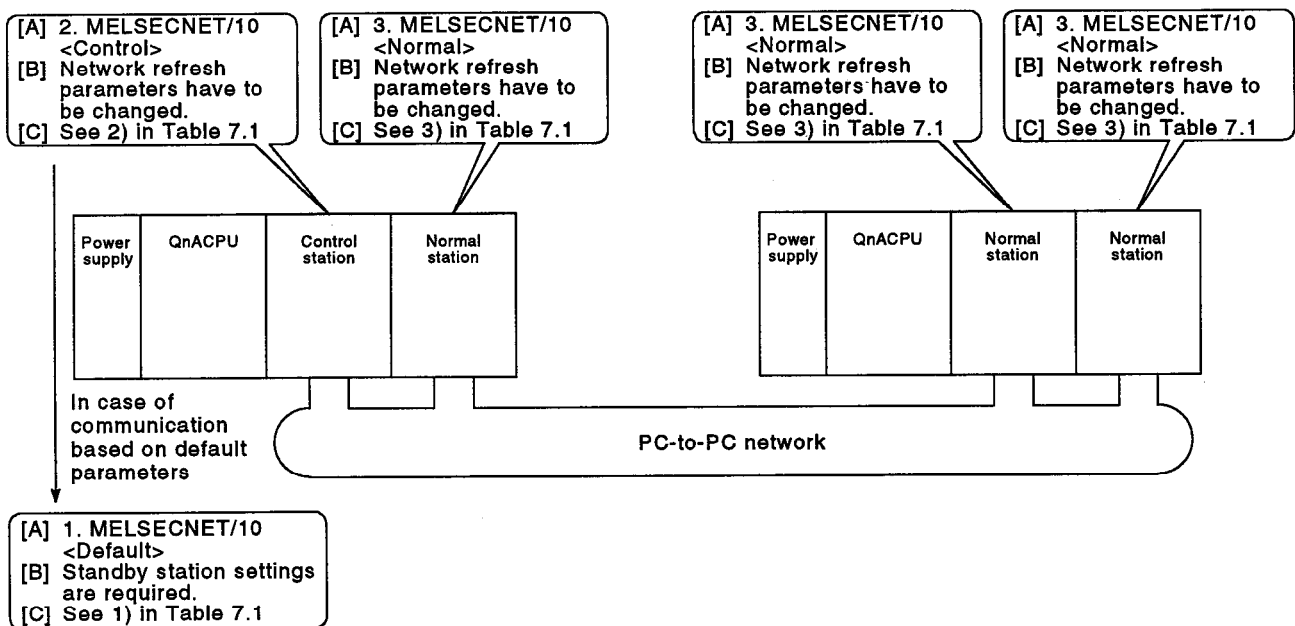 [A] 2. MELSECNET/10
<Control>
[B] Network refresh
parameters have to
be changed.
[C] See 2) in Table 7.1
[A] 3. MELSECNET/10
<Normal>
[B] Network refresh
parameters have to
be changed.
[C] See 3) in Table 7.1
[A] 3. MELSECNET/10
<Normal>
[B] Network refresh
parameters have to
be changed.
[C] See 3) in Table 7.1
[A] 3. MELSECNET/10
<Normal>
[B] Network refresh
parameters have to
be changed.
[C] See 3) in Table 7.1
Power
supply
QnACPU
Control
station
Normal
station
Power
supply
QnACPU
Normal
station
Normal
station
In case of
communication
based on default
parameters
PC-to-PC network
[A] 1. MELSECNET/10
<Default>
[B] Standby station settings
are required.
[C] See 1) in Table 7.1